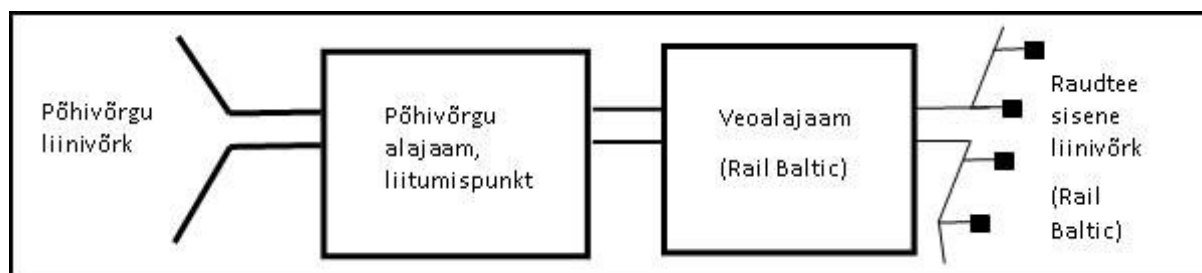 Põhivõrgu
liinivõrk
Põhivõrgu
alajaam,
liitumispunkt
Veoalajaam
(Rail Baltic)
Raudtee
sisene
liinivõrk
(Rail
Baltic)